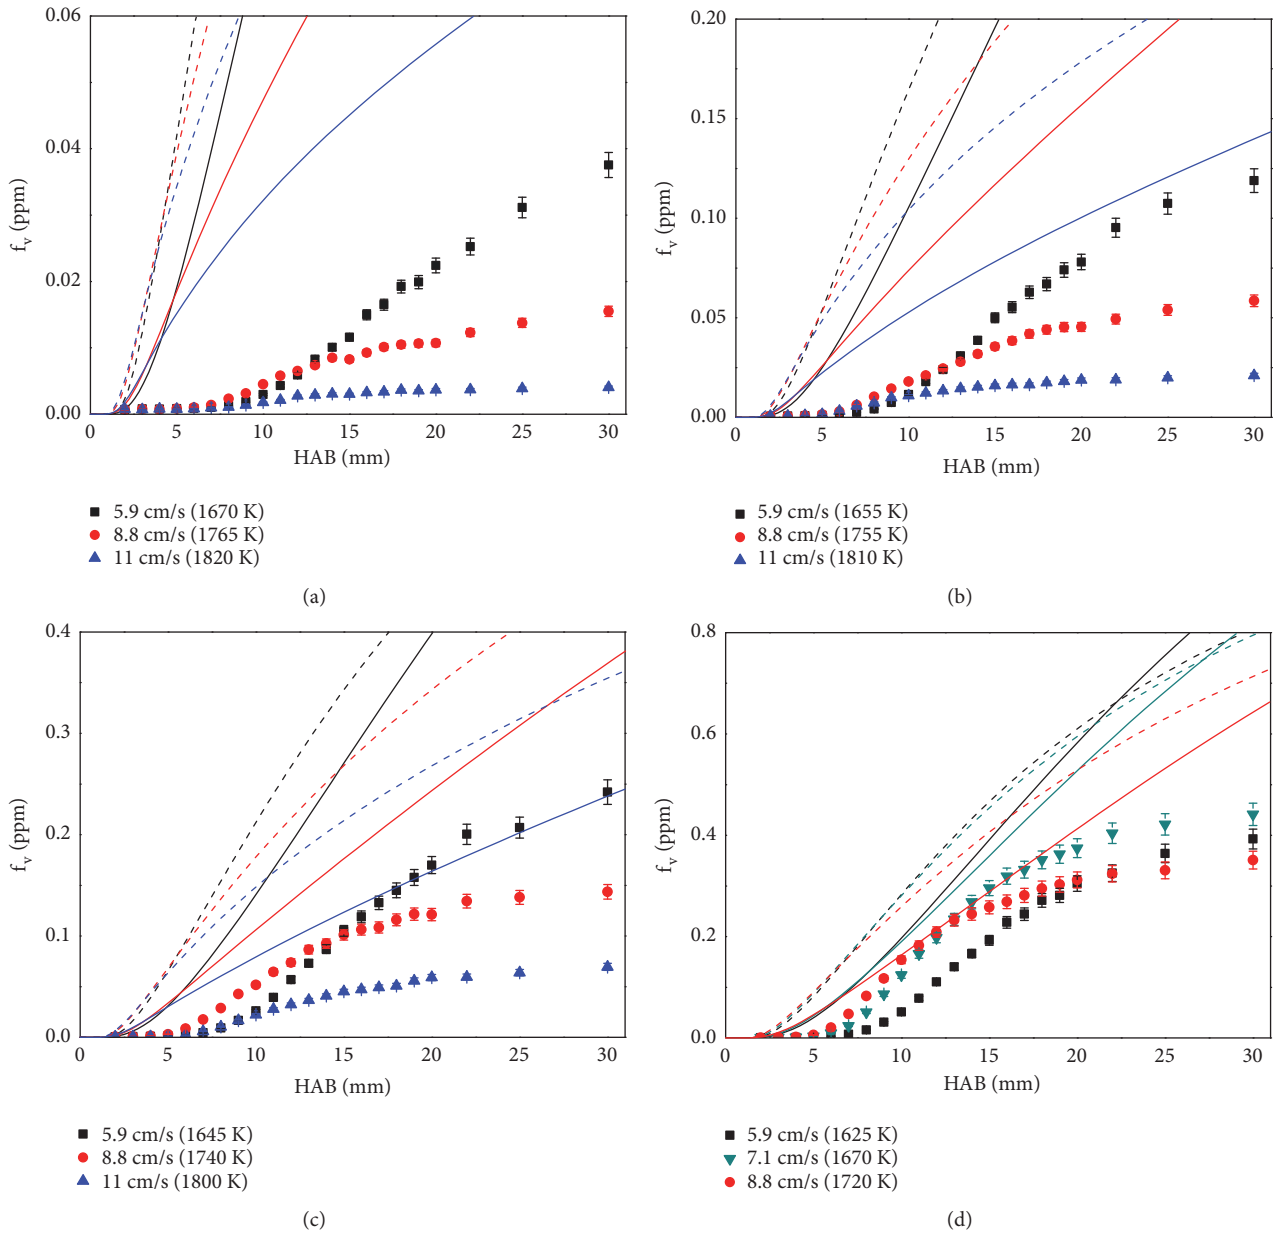 0.06
0.04
0.02
0.00
f_v (ppm)
0 5 10 15 20 25 30
HAB (mm)
5.9 cm/s (1670 K)
8.8 cm/s (1765 K)
11 cm/s (1820 K)
(a)
0.20
0.15
0.10
0.05
0.00
f_v (ppm)
0 5 10 15 20 25 30
HAB (mm)
5.9 cm/s (1655 K)
8.8 cm/s (1755 K)
11 cm/s (1810 K)
(b)
0.4
0.3
0.2
0.1
0.0
f_v (ppm)
0 5 10 15 20 25 30
HAB (mm)
5.9 cm/s (1645 K)
8.8 cm/s (1740 K)
11 cm/s (1800 K)
(c)
0.8
0.6
0.4
0.2
0.0
f_v (ppm)
0 5 10 15 20 25 30
HAB (mm)
5.9 cm/s (1625 K)
7.1 cm/s (1670 K)
8.8 cm/s (1720 K)
(d)